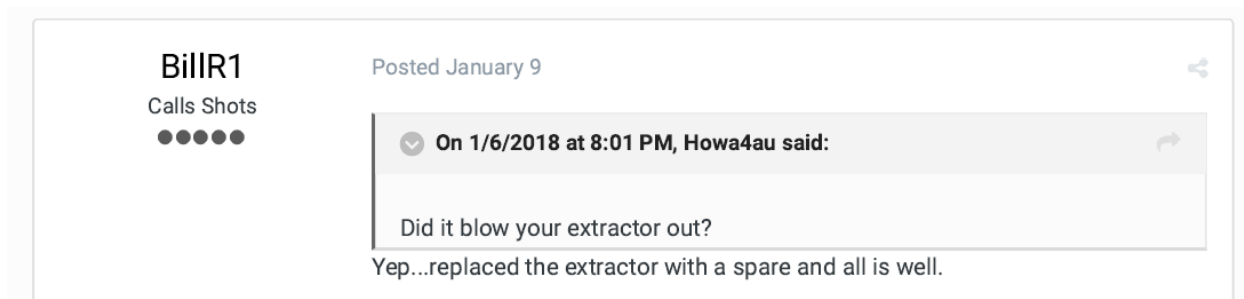 BillR1
Calls Shots
Posted January 9
On 1/6/2018 at 8:01 PM, Howa4au said:
Did it blow your extractor out?
Yep...replaced the extractor with a spare and all is well.